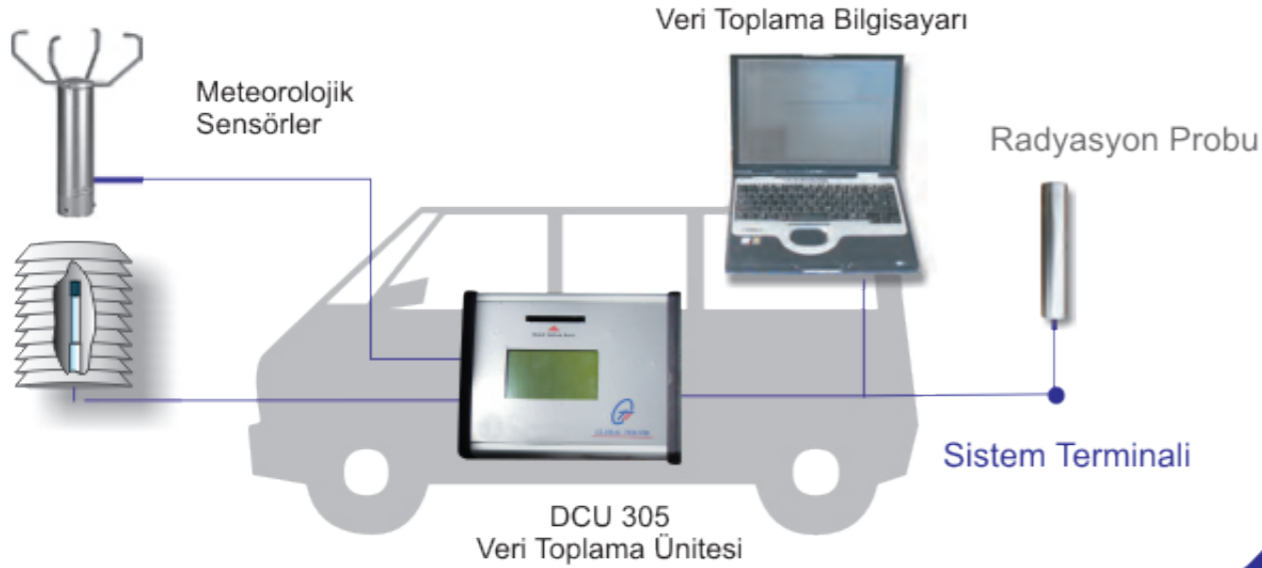 Veri Toplama Bilgisayarı
Meteorolojik
Sensörler
Radyasyon Probu
Sistem Terminali
DCU 305
Veri Toplama Ünitesi